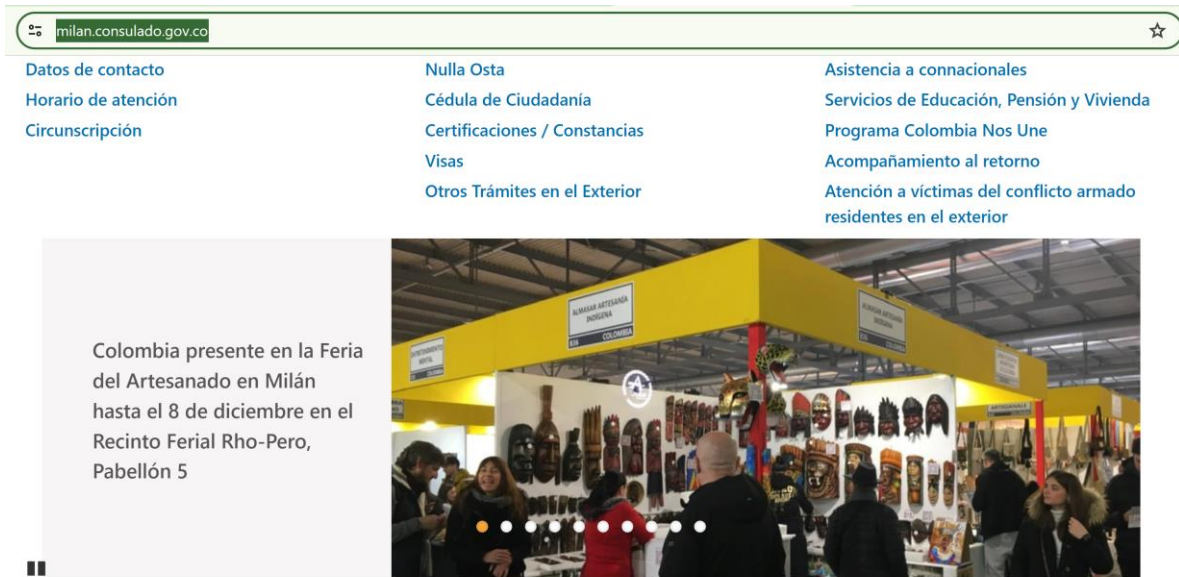 milan.consulado.gov.co
Datos de contacto
Horario de atención
Circunscripción
Nulla Osta
Cédula de Ciudadanía
Certificaciones / Constancias
Visas
Otros Trámites en el Exterior
Asistencia a connacionales
Servicios de Educación, Pensión y Vivienda
Programa Colombia Nos Une
Acompañamiento al retorno
Atención a víctimas del conflicto armado
residentes en el exterior
Colombia presente en la Feria
del Artesanado en Milán
hasta el 8 de diciembre en el
Recinto Ferial Rho-Pero,
Pabellón 5
ALMASAR ARTESANÍA
INDÍGENA
COLOMBIA